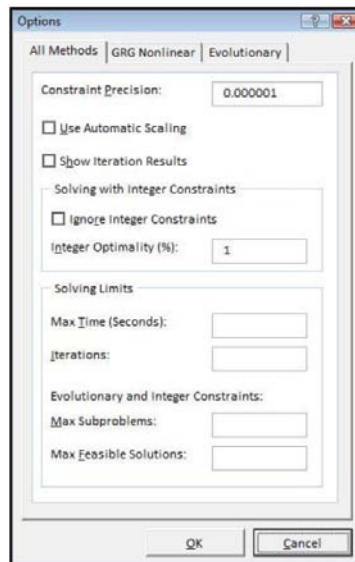 Options
All Methods GRG Nonlinear Evolutionary
Constraint Precision: 0.000001
Use Automatic Scaling
Show Iteration Results
Solving with Integer Constraints
Ignore Integer Constraints
Integer Optimality (%): 1
Solving Limits
Max Time (Seconds):
Iterations:
Evolutionary and Integer Constraints:
Max Subproblems:
Max Feasible Solutions:
OK Cancel